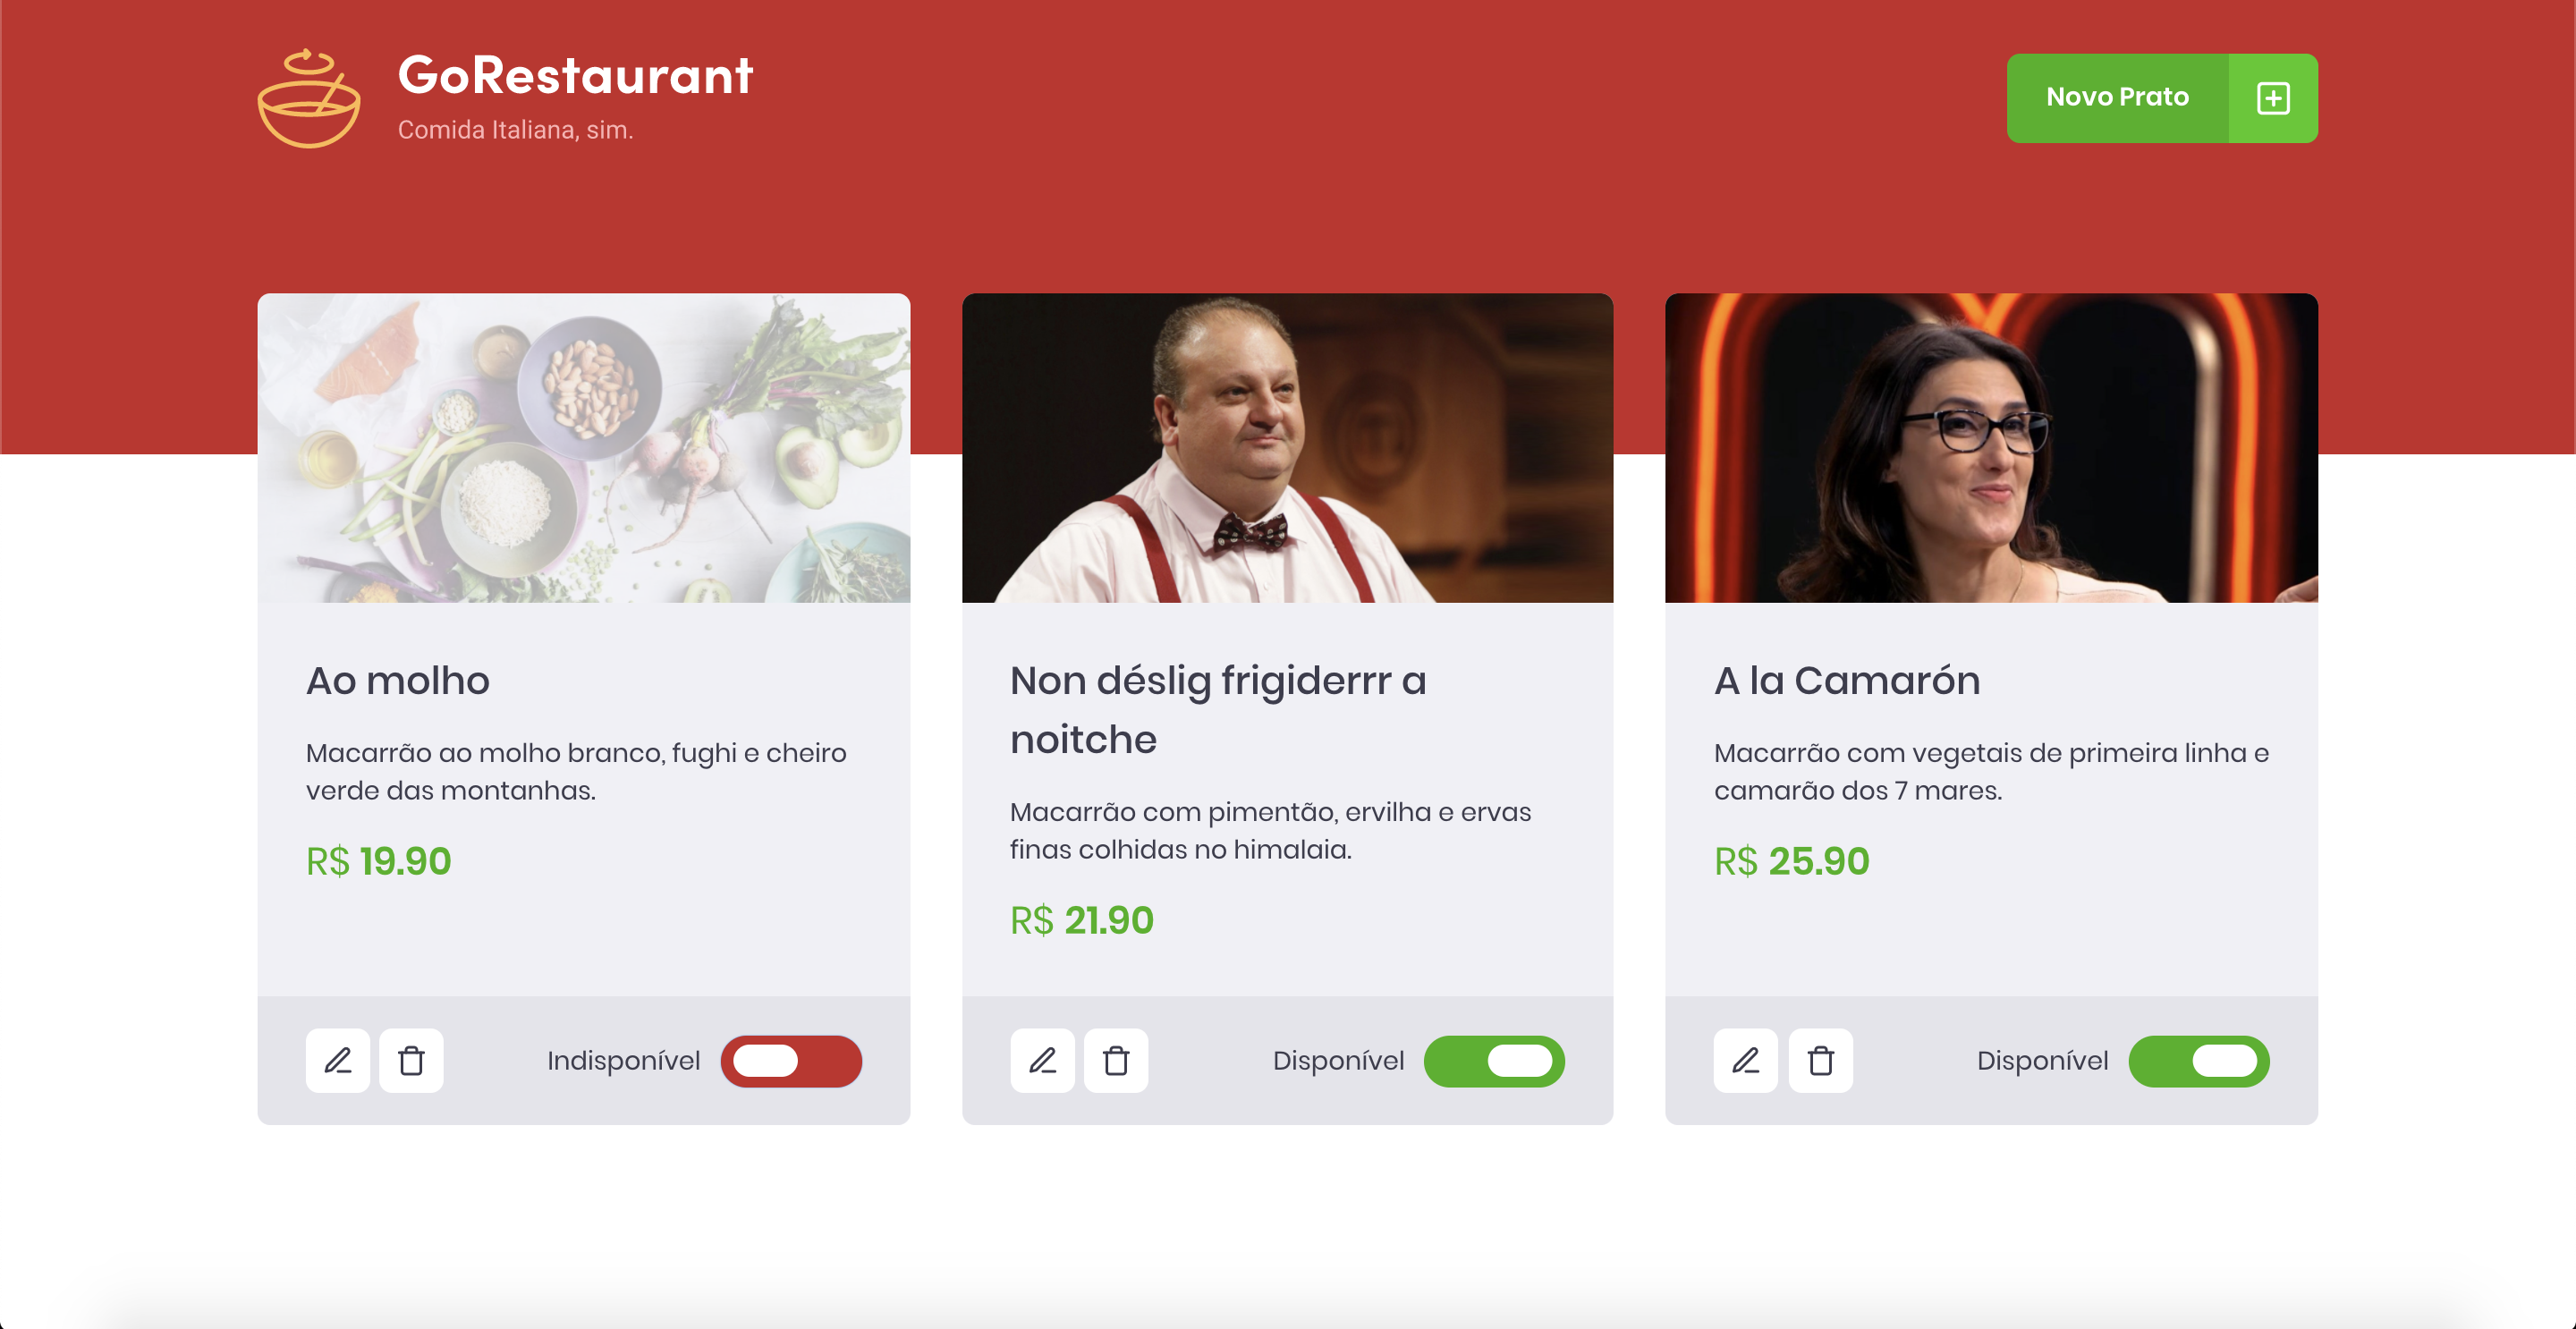 GoRestaurant
Comida Italiana, sim.
Novo Prato
Ao molho
Macarrão ao molho branco, fughi e cheiro
verde das montanhas.
R$ 19.90
Indisponível
Non déslig frigiderrr a
noitche
Macarrão com pimentão, ervilha e ervas
finas colhidas no himalaia.
R$ 21.90
Disponível
A la Camarón
Macarrão com vegetais de primeira linha e
camarão dos 7 mares.
R$ 25.90
Disponível